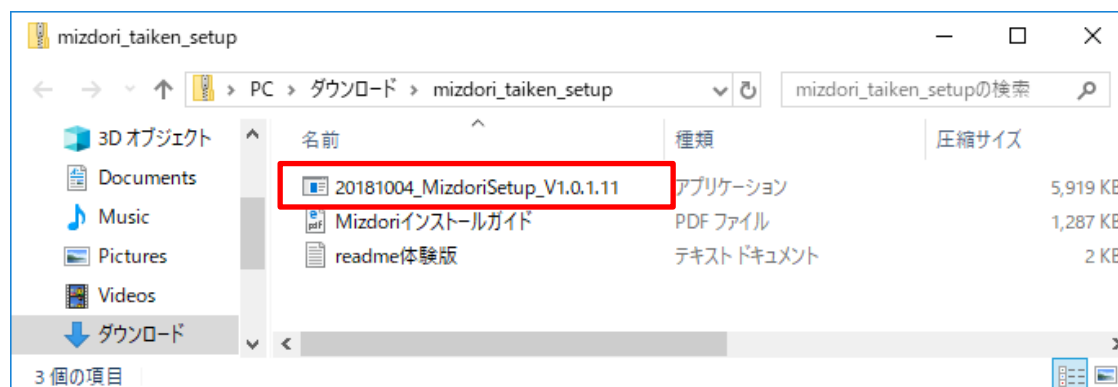 mizdori_taiken_setup
PC > ダウンロード > mizdori_taiken_setup
mizdori_taiken_setupの検索
3D オブジェクト
Documents
Music
Pictures
Videos
ダウンロード
名前 種類 圧縮サイズ
20181004_MizdoriSetup_V1.0.1.11 アプリケーション 5,919 KB
Mizdoriインストールガイド PDF ファイル 1,287 KB
readme体験版 テキスト ドキュメント 2 KB
3 個の項目